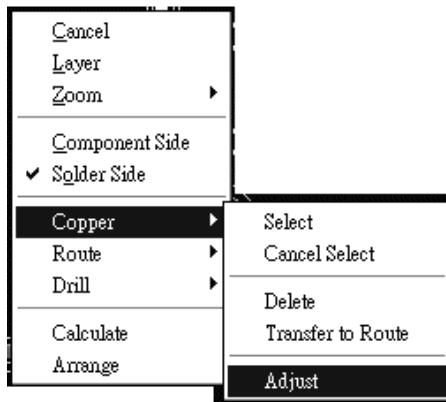 Cancel
Layer
Zoom
Component Side
Solder Side
Copper
Route
Drill
Calculate
Arrange
Select
Cancel Select
Delete
Transfer to Route
Adjust